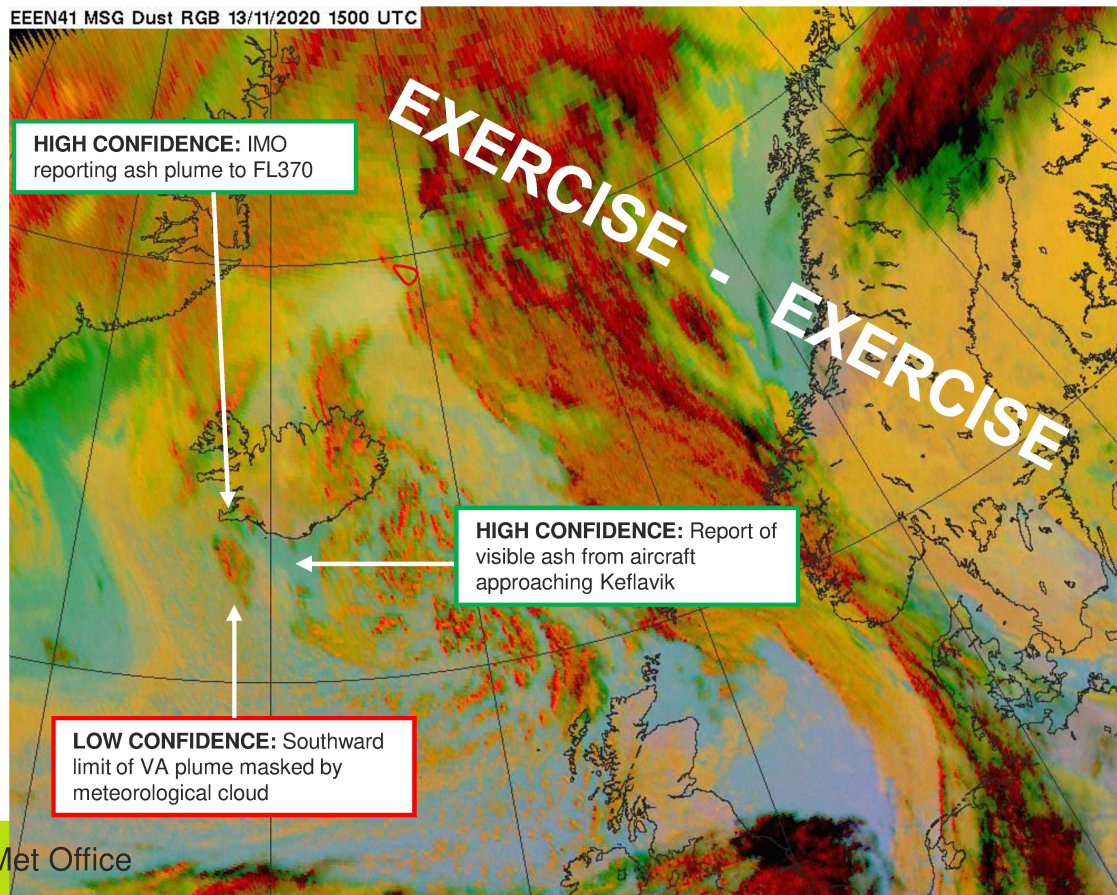 EEEN41 MSG Dust RGB 13/11/2020 1500 UTC
EXERCISE - EXERCISE
HIGH CONFIDENCE: IMO
reporting ash plume to FL370
HIGH CONFIDENCE: Report of
visible ash from aircraft
approaching Keflavik
LOW CONFIDENCE: Southward
limit of VA plume masked by
meteorological cloud
Met Office